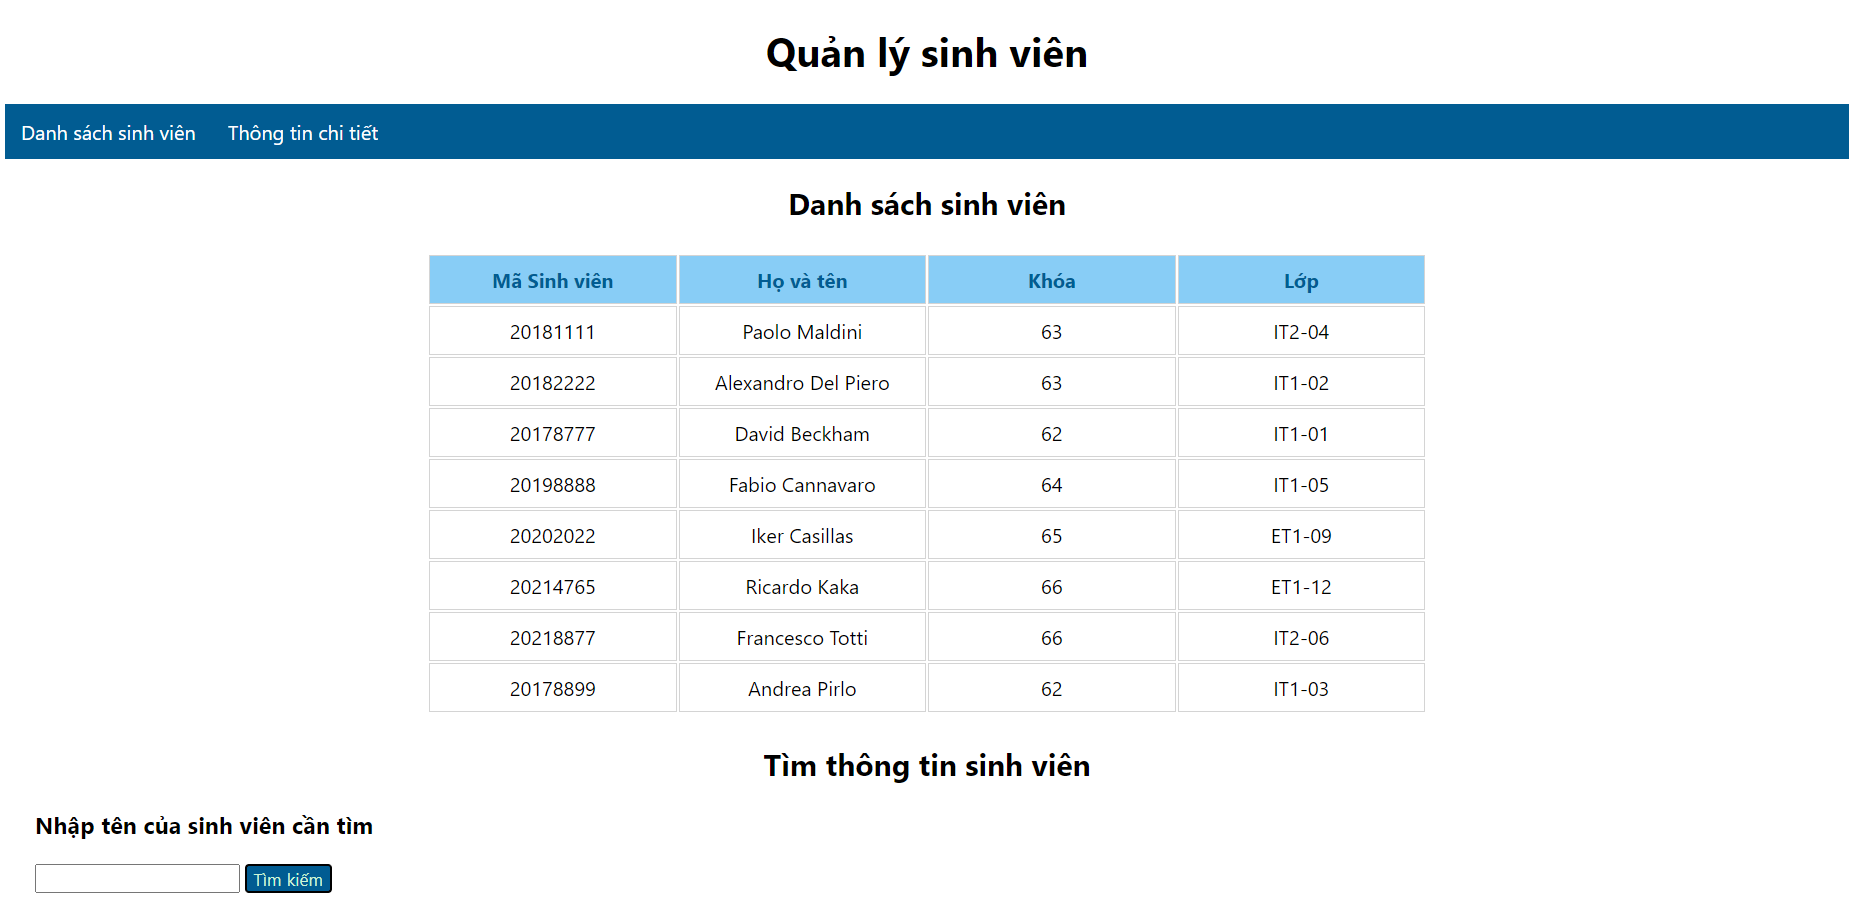 Quản lý sinh viên
Danh sách sinh viên Thông tin chi tiết
Danh sách sinh viên
Mã Sinh viên Họ và tên Khóa Lớp
20181111 Paolo Maldini 63 IT2-04
20182222 Alexandro Del Piero 63 IT1-02
20178777 David Beckham 62 IT1-01
20198888 Fabio Cannavaro 64 IT1-05
20202022 Iker Casillas 65 ET1-09
20214765 Ricardo Kaka 66 ET1-12
20218877 Francesco Totti 66 IT2-06
20178899 Andrea Pirlo 62 IT1-03
Tìm thông tin sinh viên
Nhập tên của sinh viên cần tìm
Tìm kiếm